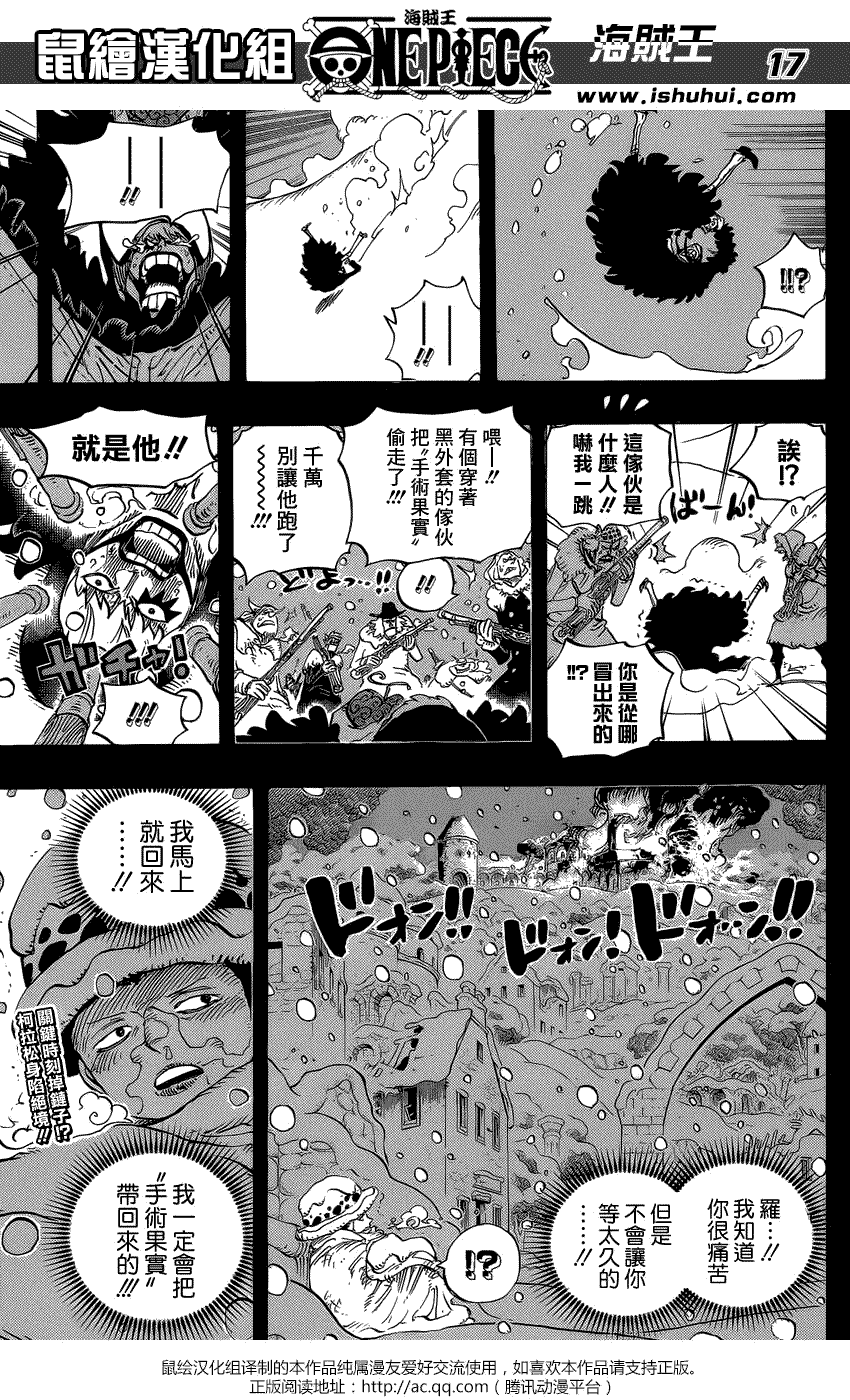 鼠繪漢化組
海賊王
ONE PIECE
海賊王
17
www.ishuhui.com
!!?
||
||
||
!!
||
||
!!
誒!?
這傢伙是
什麼人!!
嚇我一跳
ばーん!
你是從哪
冒出來的
!!?
喂—!!
有個穿著
黑外套的傢伙
把〝手術果實〞
偷走了!!!
千萬
別讓他跑了
~~~!!!
!!
どよっ…!!
就是他!!
ガチャ!
!!!
ドォン!!
ドォン!
ドォ…ン!!
羅…!!
我知道
你很痛苦
但是
不會讓你
等太久的
……!!
!?
我馬上
就回來
……!!
關鍵時刻掉鏈子!?
柯拉松身陷絕境!!
我一定會把
〝手術果實〞
帶回來的!!!
鼠绘汉化组译制的本作品纯属漫友爱好交流使用，如喜欢本作品请支持正版。
正版阅读地址：http://ac.qq.com（腾讯动漫平台）